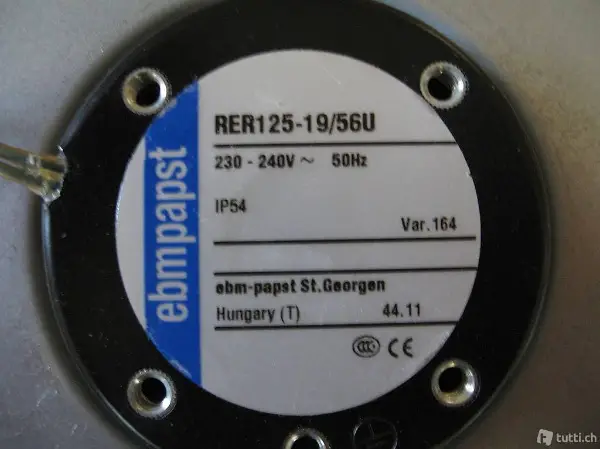 ebmpapst
RER125-19/56U
230 - 240V ~ 50Hz
IP54
Var.164
ebm-papst St.Georgen
Hungary (T) 44.11
CCC CE
tutti.ch